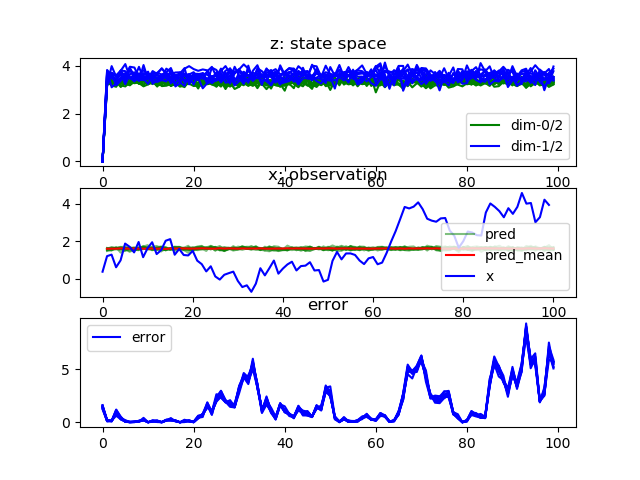 z: state space
4
2
0
dim-0/2
dim-1/2
0 20 40 60 80 100
x: observation
4
2
0
pred
pred_mean
x
0 20 40 60 80 100
error
5
0
error
0 20 40 60 80 100